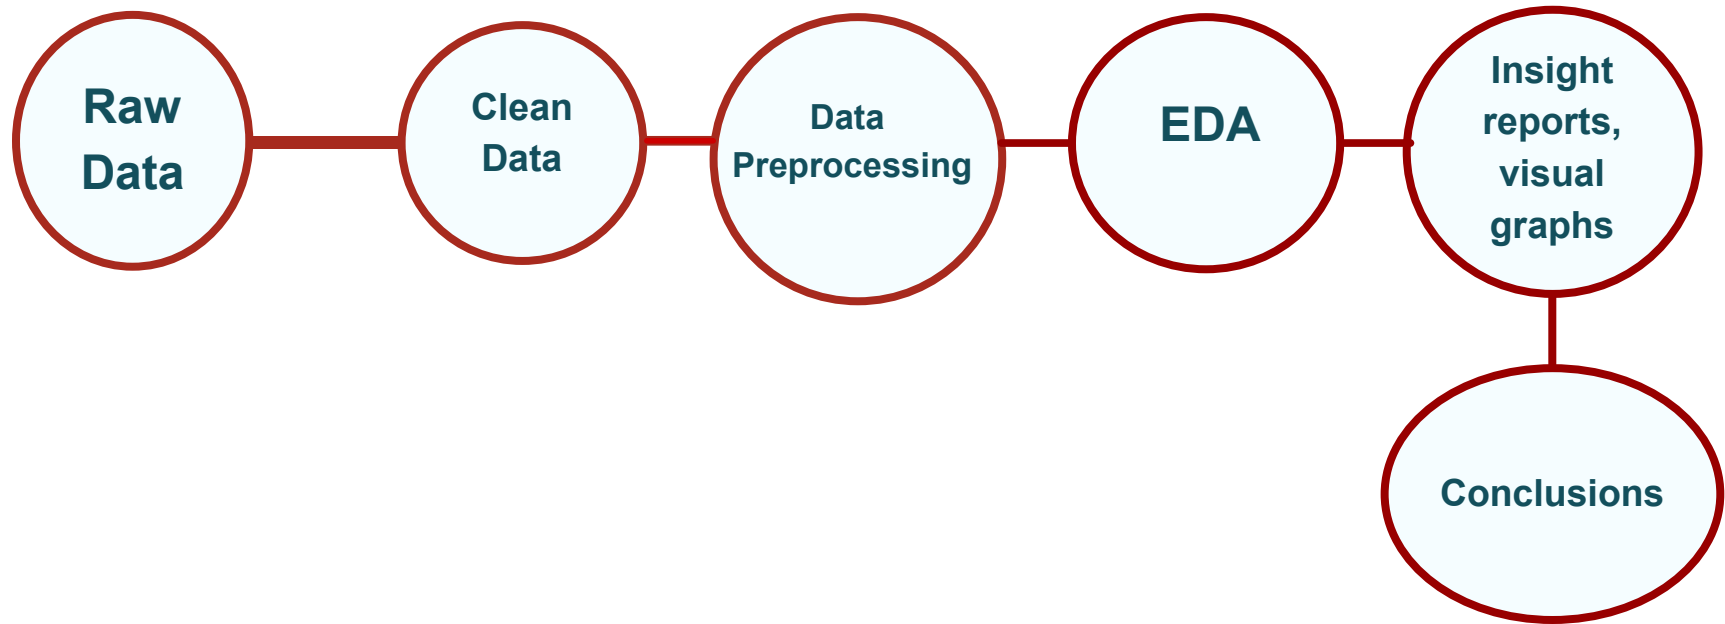 Raw
Data
Clean
Data
Data
Preprocessing
EDA
Insight
reports,
visual
graphs
Conclusions